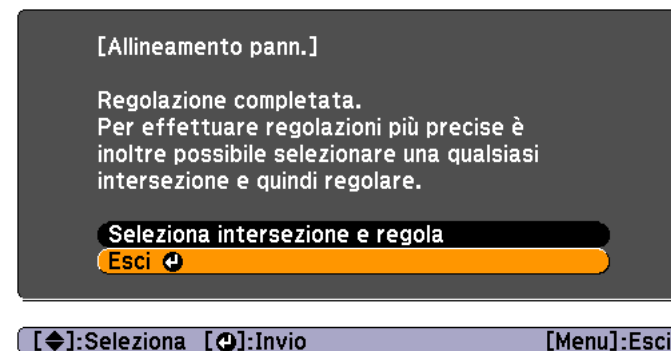 [Allineamento pann.]
Regolazione completata.
Per effettuare regolazioni più precise è
inoltre possibile selezionare una qualsiasi
intersezione e quindi regolare.
Seleziona intersezione e regola
Esci
[]:Seleziona []:Invio [Menu]:Esci